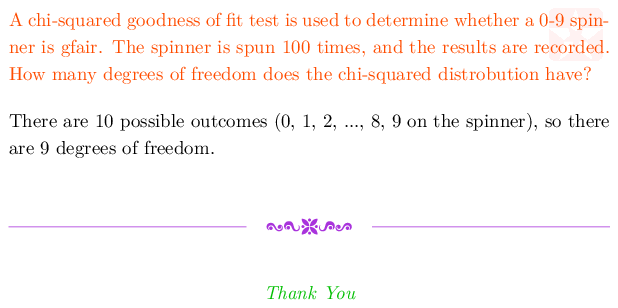 A chi-squared goodness of fit test is used to determine whether a 0-9 spin-
ner is gfair. The spinner is spun 100 times, and the results are recorded.
How many degrees of freedom does the chi-squared distrobution have?
There are 10 possible outcomes (0, 1, 2, ..., 8, 9 on the spinner), so there
are 9 degrees of freedom.
Thank You